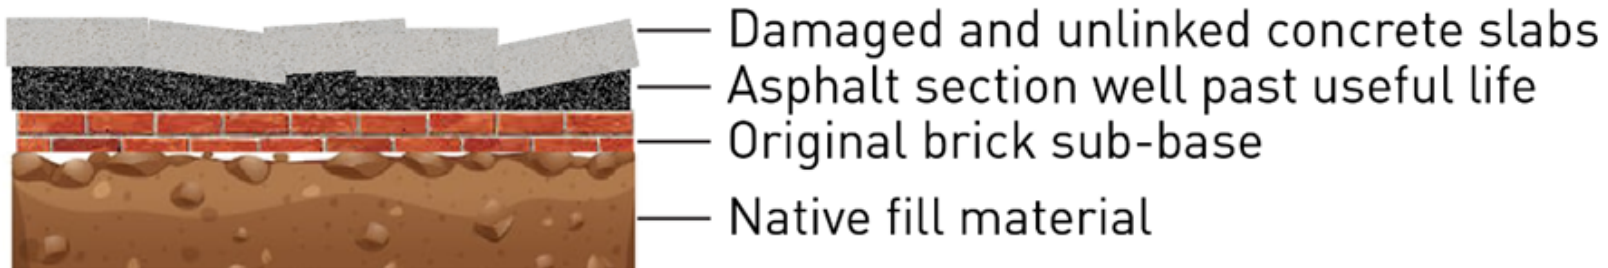 Damaged and unlinked concrete slabs
Asphalt section well past useful life
Original brick sub-base
Native fill material